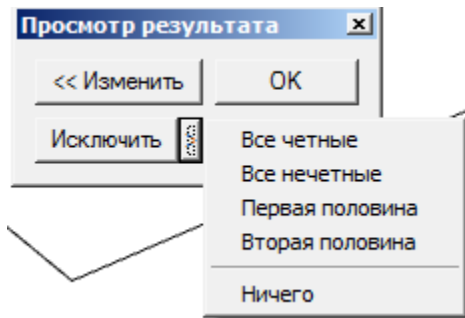 Просмотр результата
<< Изменить
OK
Исключить
Все четные
Все нечетные
Первая половина
Вторая половина
Ничего